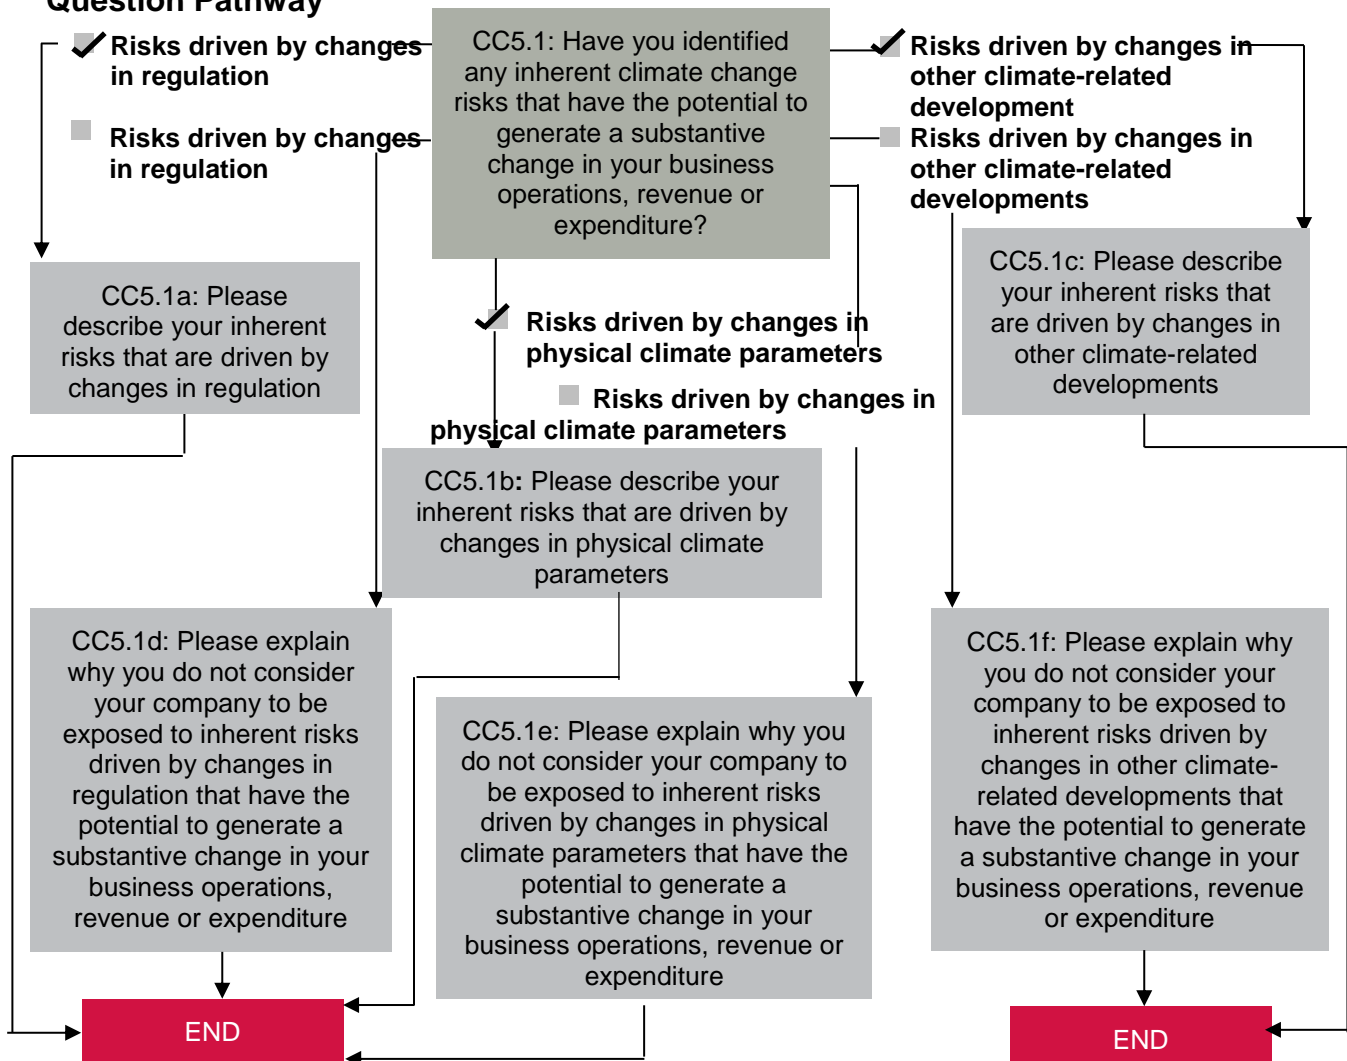 Question Pathway
Risks driven by changes
in regulation
Risks driven by changes
in regulation
CC5.1: Have you identified
any inherent climate change
risks that have the potential to
generate a substantive
change in your business
operations, revenue or
expenditure?
Risks driven by changes in
other climate-related
development
Risks driven by changes in
other climate-related
developments
CC5.1a: Please
describe your inherent
risks that are driven by
changes in regulation
Risks driven by changes in
physical climate parameters
Risks driven by changes in
physical climate parameters
CC5.1c: Please describe
your inherent risks that
are driven by changes in
other climate-related
developments
CC5.1b: Please describe your
inherent risks that are driven by
changes in physical climate
parameters
CC5.1d: Please explain
why you do not consider
your company to be
exposed to inherent risks
driven by changes in
regulation that have the
potential to generate a
substantive change in your
business operations,
revenue or expenditure
CC5.1e: Please explain why you
do not consider your company to
be exposed to inherent risks
driven by changes in physical
climate parameters that have the
potential to generate a
substantive change in your
business operations, revenue or
expenditure
CC5.1f: Please explain why
you do not consider your
company to be exposed to
inherent risks driven by
changes in other climate-
related developments that
have the potential to generate
a substantive change in your
business operations, revenue
or expenditure
END
END